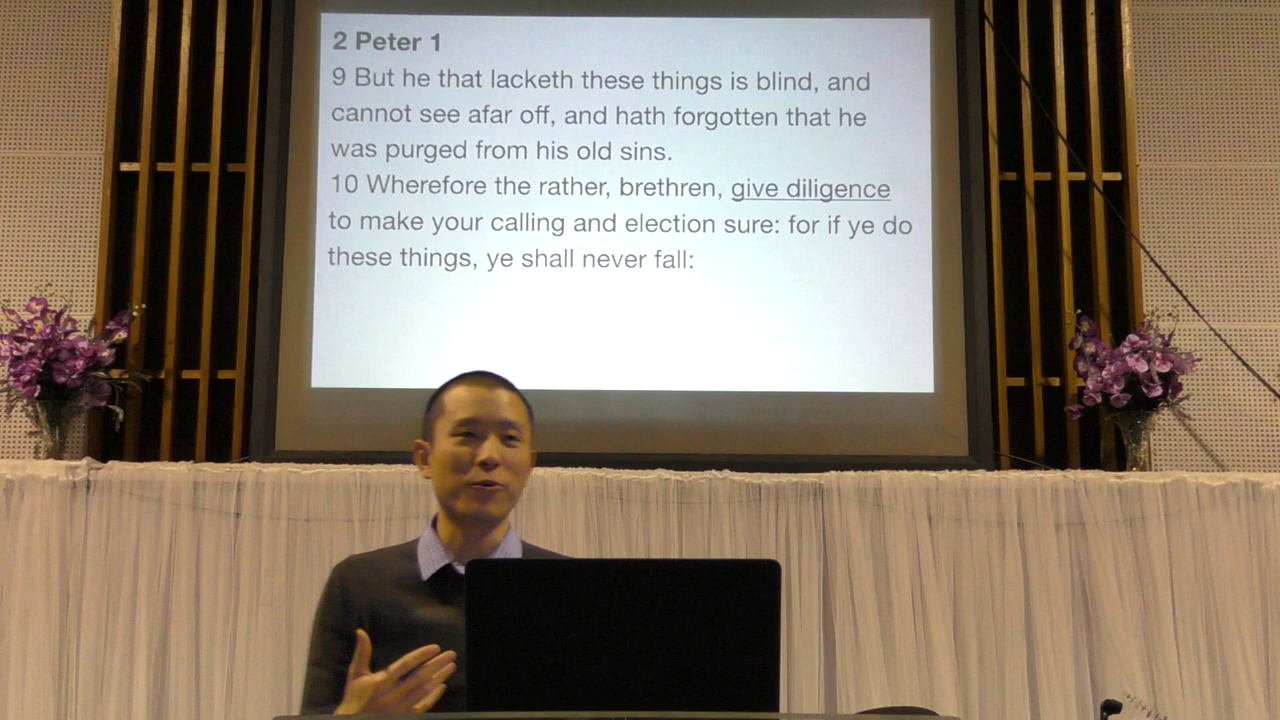 2 Peter 1
9 But he that lacketh these things is blind, and
cannot see afar off, and hath forgotten that he
was purged from his old sins.
10 Wherefore the rather, brethren, give diligence
to make your calling and election sure: for if ye do
these things, ye shall never fall: